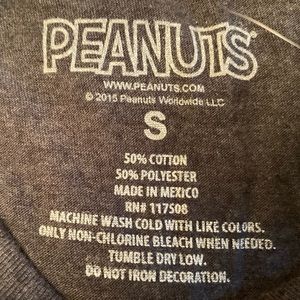 PEANUTS®
WWW.PEANUTS.COM
© 2015 Peanuts Worldwide LLC
S
50% COTTON
50% POLYESTER
MADE IN MEXICO
RN# 117508
MACHINE WASH COLD WITH LIKE COLORS.
ONLY NON-CHLORINE BLEACH WHEN NEEDED.
TUMBLE DRY LOW.
DO NOT IRON DECORATION.